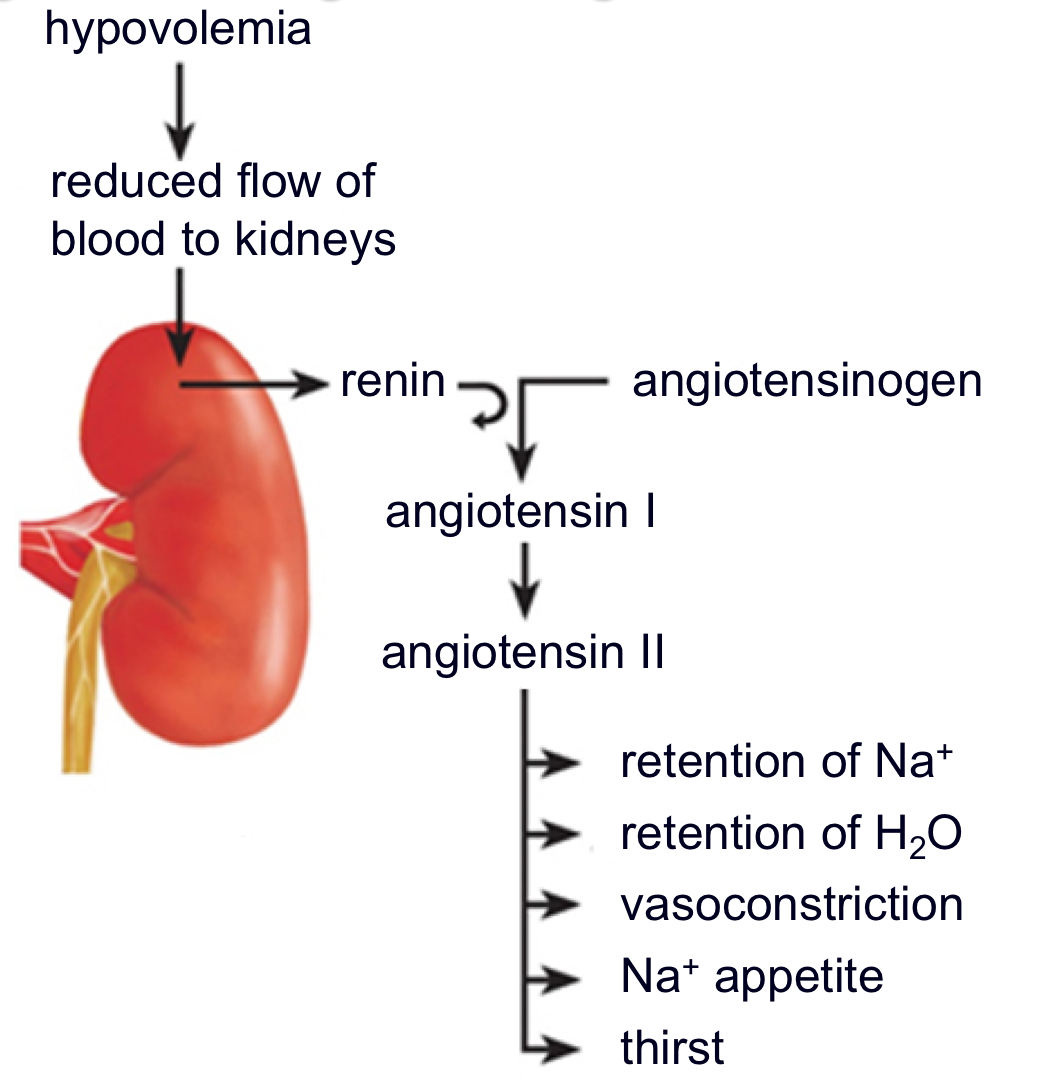 hypovolemia
reduced flow of
blood to kidneys
renin
angiotensinogen
angiotensin I
angiotensin II
retention of Na⁺
retention of H₂O
vasoconstriction
Na⁺ appetite
thirst